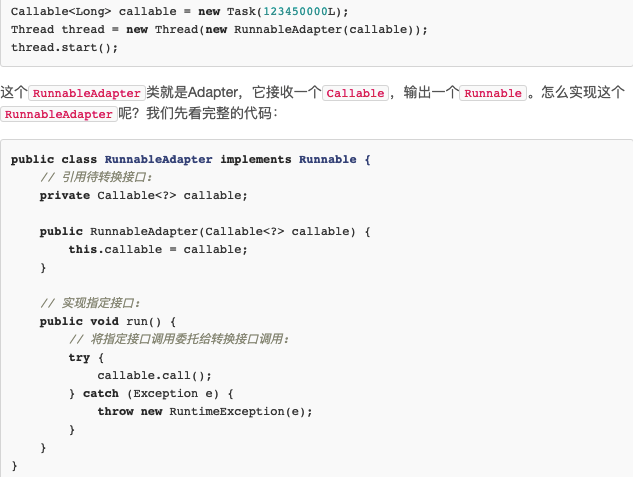 Callable<Long> callable = new Task(123450000L);
Thread thread = new Thread(new RunnableAdapter(callable));
thread.start();
这个RunnableAdapter类就是Adapter，它接收一个Callable，输出一个Runnable。怎么实现这个
RunnableAdapter呢？我们先看完整的代码：
public class RunnableAdapter implements Runnable {
    // 引用待转换接口:
    private Callable<?> callable;
    public RunnableAdapter(Callable<?> callable) {
        this.callable = callable;
    }
    // 实现指定接口:
    public void run() {
        // 将指定接口调用委托给转换接口调用:
        try {
            callable.call();
        } catch (Exception e) {
            throw new RuntimeException(e);
        }
    }
}